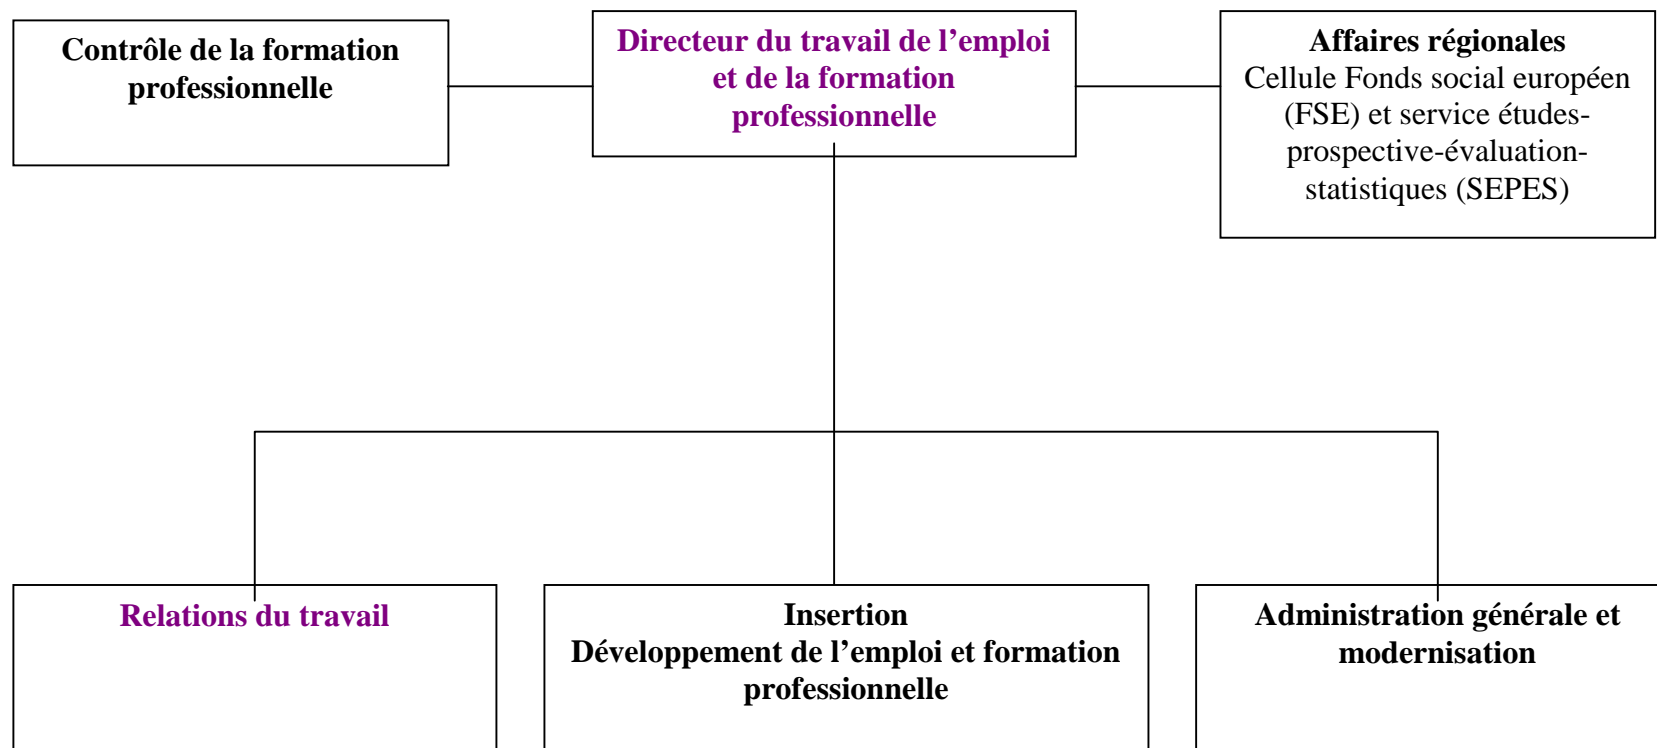 Contrôle de la formation
professionnelle
Directeur du travail de l’emploi
et de la formation
professionnelle
Affaires régionales
Cellule Fonds social européen
(FSE) et service études-
prospective-évaluation-
statistiques (SEPES)
Relations du travail
Insertion
Développement de l’emploi et formation
professionnelle
Administration générale et
modernisation